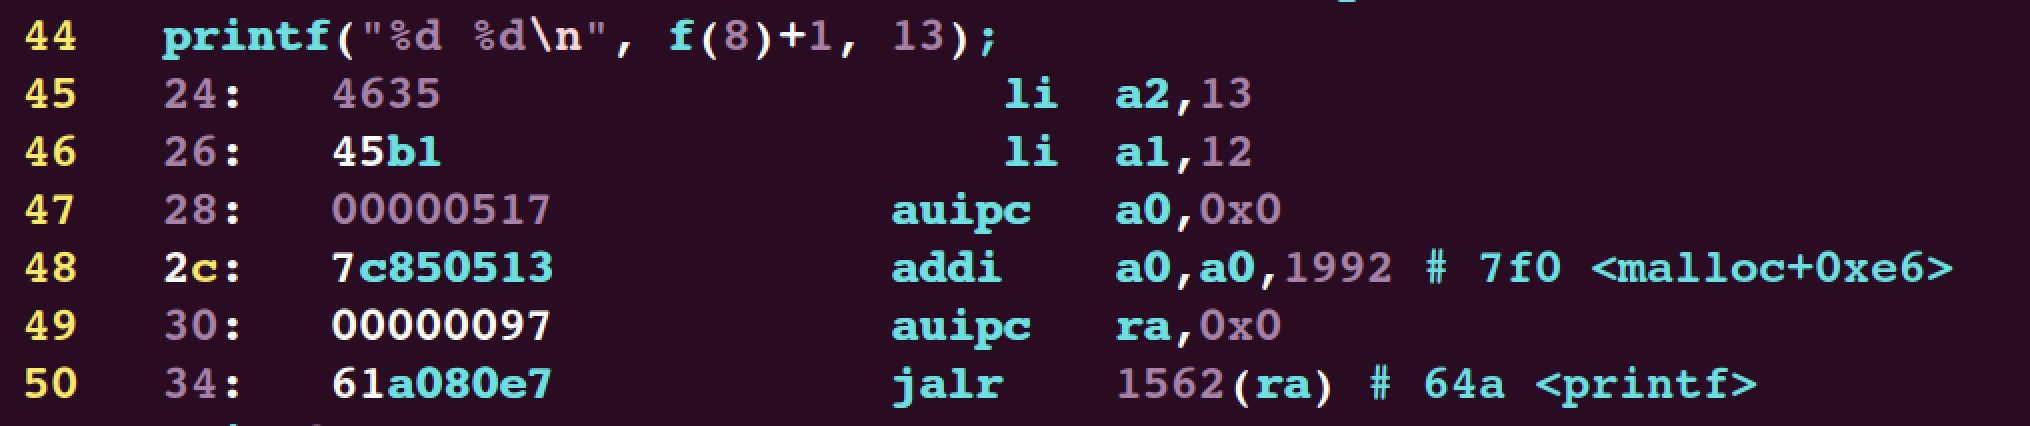 44 printf("%d %d\n", f(8)+1, 13);
45 24: 4635 li a2,13
46 26: 45b1 li a1,12
47 28: 00000517 auipc a0,0x0
48 2c: 7c850513 addi a0,a0,1992 # 7f0 <malloc+0xe6>
49 30: 00000097 auipc ra,0x0
50 34: 61a080e7 jalr 1562(ra) # 64a <printf>